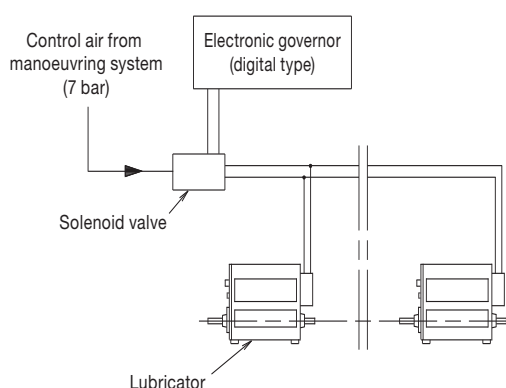 Control air from
manoeuvring system
(7 bar)
Electronic governor
(digital type)
Solenoid valve
Lubricator